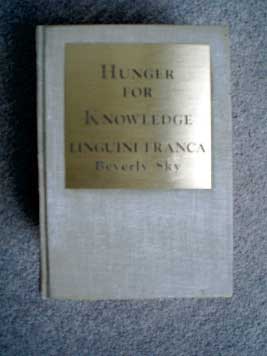 HUNGER
FOR
KNOWLEDGE
LINGUINI FRANCA
Beverly Sky